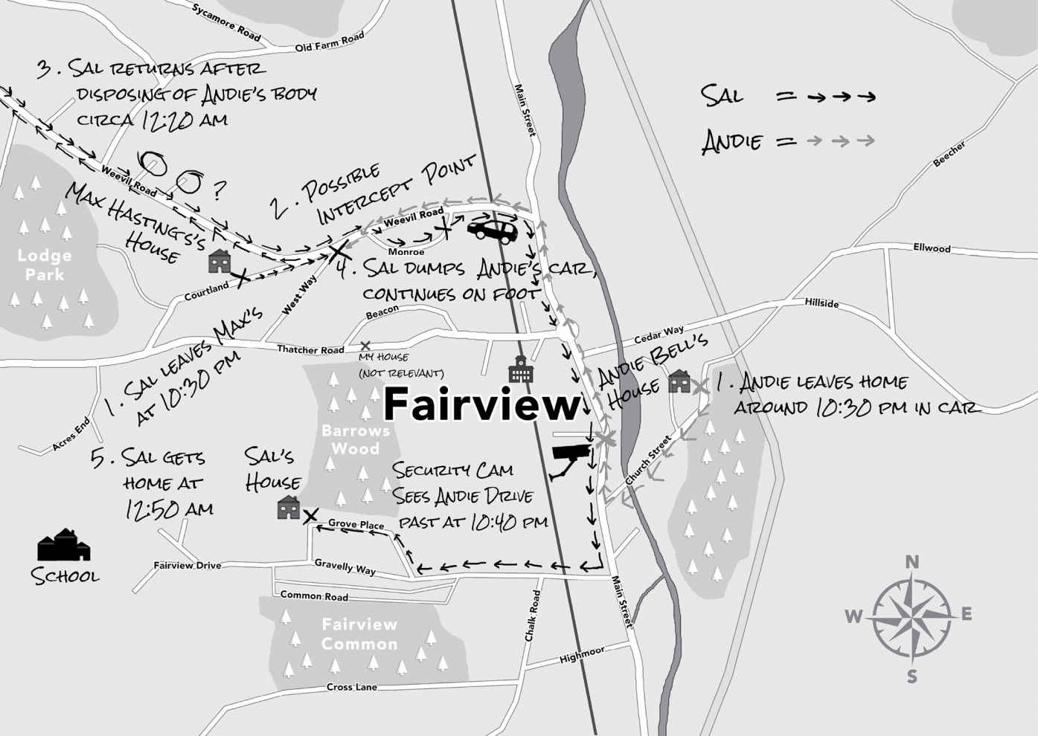 Sycamore Road
Old Farm Road
3. SAL RETURNS AFTER
DISPOSING OF ANDIE'S BODY
CIRCA 12:20 AM
Main Street
SAL =
ANDIE =
Beecher
Weevil Road
?
2. POSSIBLE
INTERCEPT POINT
MAX HASTINGS'S
HOUSE
Weevil Road
Monroe
Lodge
Park
Ellwood
4. SAL DUMPS ANDIE'S CAR,
CONTINUES ON FOOT
Courtland
West Way
Beacon
Hillside
Cedar Way
Thatcher Road
MY HOUSE
(NOT RELEVANT)
1. SAL LEAVES MAX'S
AT 10:30 PM
ANDIE BELL'S
HOUSE
1. ANDIE LEAVES HOME
AROUND 10:30 PM IN CAR
Fairview
Acres End
Barrows
Wood
5. SAL GETS
HOME AT
12:50 AM
SAL'S
HOUSE
SECURITY CAM
SEES ANDIE DRIVE
PAST AT 10:40 PM
Church Street
Grove Place
SCHOOL
Fairview Drive
Gravelly Way
Common Road
Fairview
Common
Chalk Road
Main Street
Highmoor
Cross Lane
N
W E
S